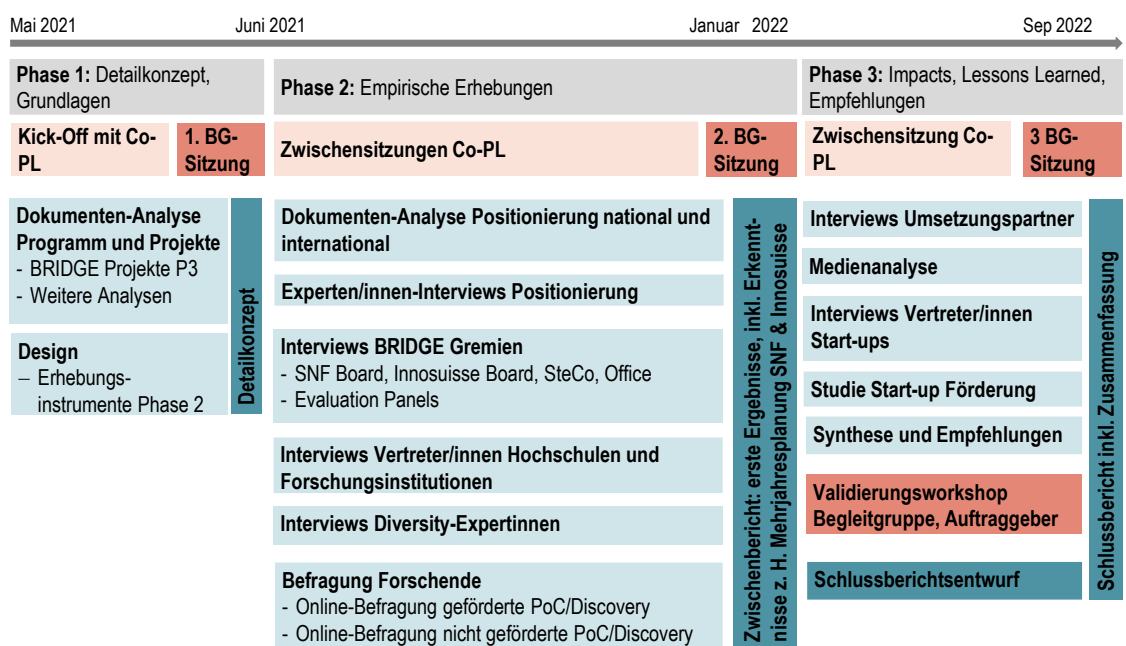 Mai 2021
Juni 2021
Januar 2022
Sep 2022
Phase 1: Detailkonzept,
Grundlagen
Phase 2: Empirische Erhebungen
Phase 3: Impacts, Lessons Learned,
Empfehlungen
Kick-Off mit Co-
PL
1. BG-
Sitzung
Zwischensitzungen Co-PL
2. BG-
Sitzung
Zwischensitzung Co-
PL
3 BG-
Sitzung
Dokumenten-Analyse
Programm und Projekte
- BRIDGE Projekte P3
- Weitere Analysen
Design
– Erhebungs-
instrumente Phase 2
Detailkonzept
Dokumenten-Analyse Positionierung national und
international
Experten/innen-Interviews Positionierung
Interviews BRIDGE Gremien
- SNF Board, Innosuisse Board, SteCo, Office
- Evaluation Panels
Interviews Vertreter/innen Hochschulen und
Forschungsinstitutionen
Interviews Diversity-Expertinnen
Befragung Forschende
- Online-Befragung geförderte PoC/Discovery
- Online-Befragung nicht geförderte PoC/Discovery
Zwischenbericht: erste Ergebnisse, inkl. Erkennt-
nisse z. H. Mehrjahresplanung SNF & Innosuisse
Interviews Umsetzungspartner
Medienanalyse
Interviews Vertreter/innen
Start-ups
Studie Start-up Förderung
Synthese und Empfehlungen
Validierungsworkshop
Begleitgruppe, Auftraggeber
Schlussberichtsentwurf
Schlussbericht inkl. Zusammenfassung